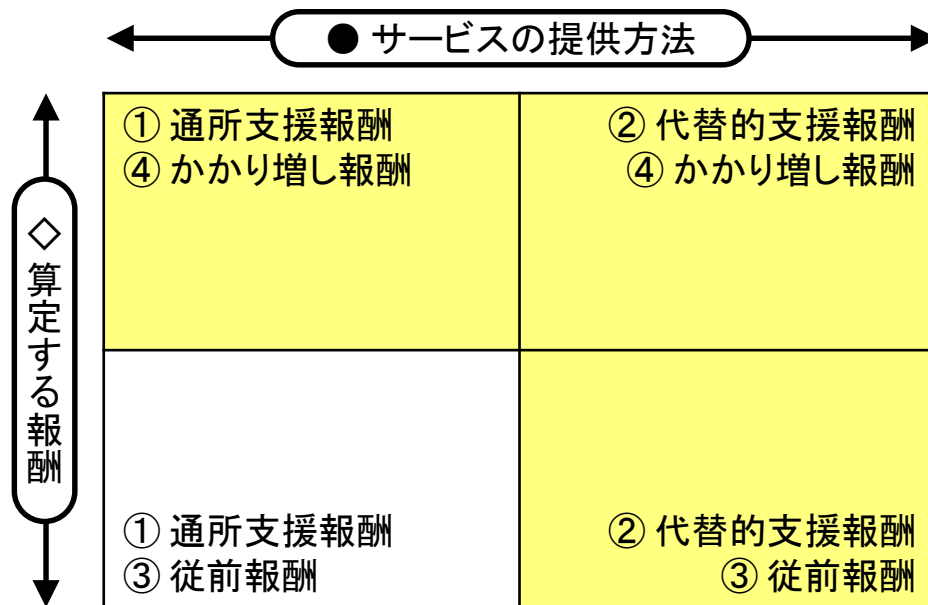 ● サービスの提供方法
◇算定する報酬
① 通所支援報酬
④ かかり増し報酬
② 代替的支援報酬
④ かかり増し報酬
① 通所支援報酬
③ 従前報酬
② 代替的支援報酬
③ 従前報酬